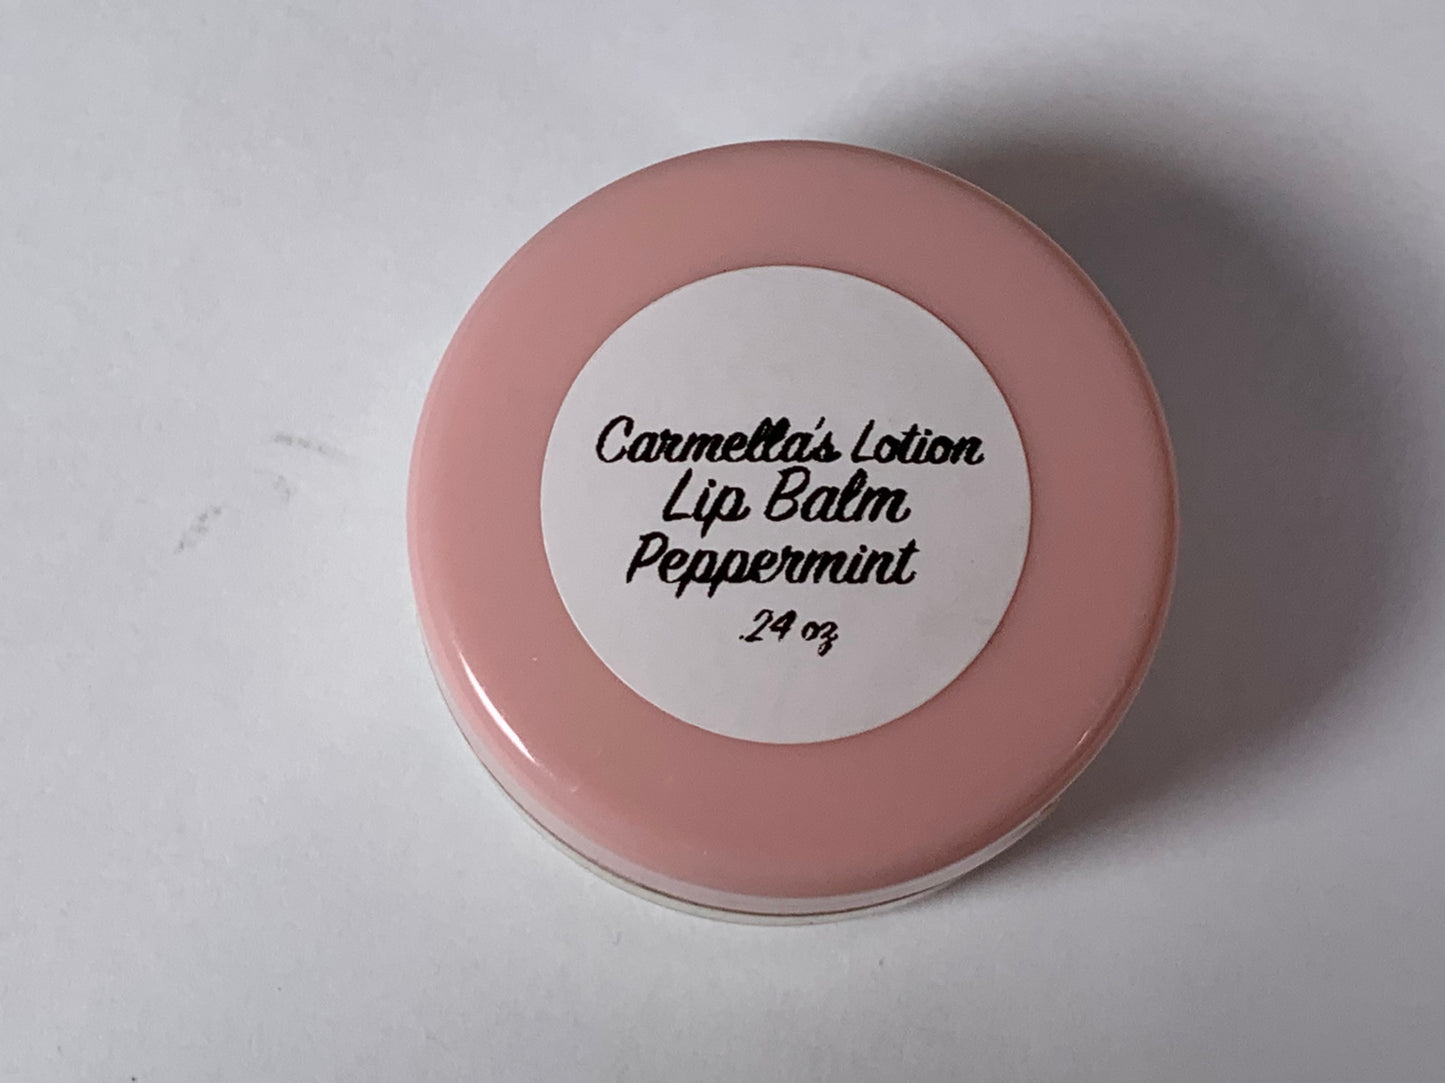 Carmella's Lotion
Lip Balm
Peppermint
.24 oz